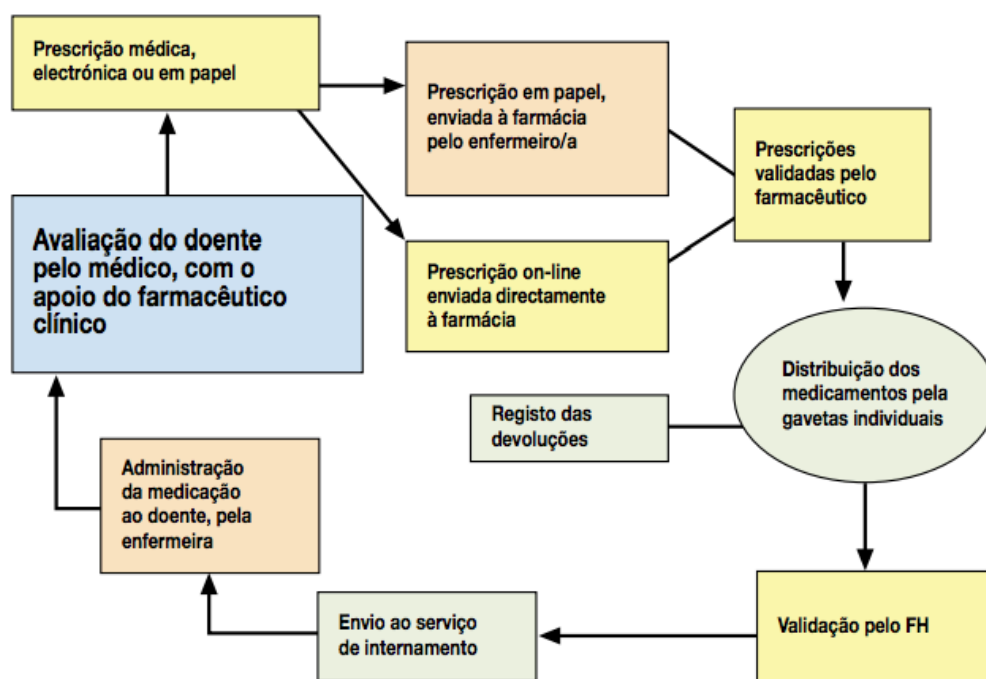 Prescrição médica,
electrónica ou em papel
Prescrição em papel,
enviada à farmácia
pelo enfermeiro/a
Prescrições
validadas pelo
farmacêutico
Avaliação do doente
pelo médico, com o
apoio do farmacêutico
clínico
Prescrição on-line
enviada directamente
à farmácia
Distribuição dos
medicamentos pela
gavetas individuais
Registo das
devoluções
Administração
da medicação
ao doente, pela
enfermeira
Envio ao serviço
de internamento
Validação pelo FH